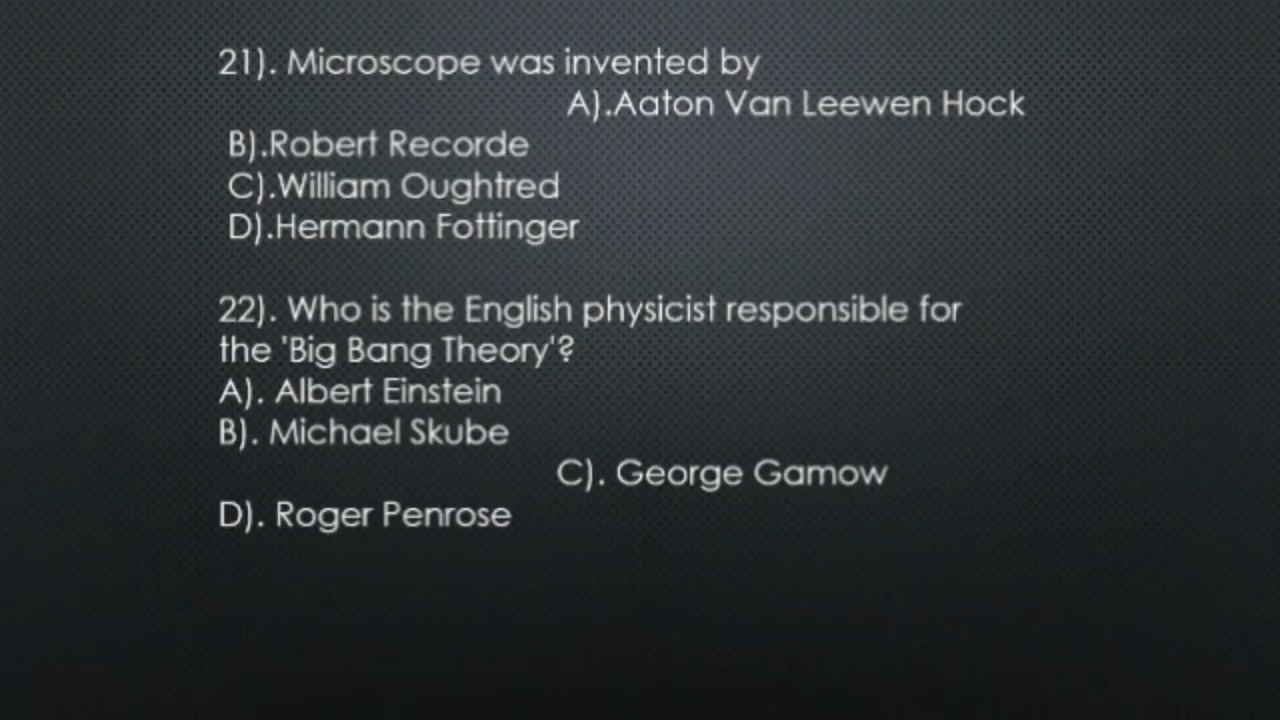 21). Microscope was invented by
A).Aaton Van Leewen Hock
B).Robert Recorde
C).William Oughtred
D).Hermann Fottinger
22). Who is the English physicist responsible for
the 'Big Bang Theory'?
A). Albert Einstein
B). Michael Skube
C). George Gamow
D). Roger Penrose